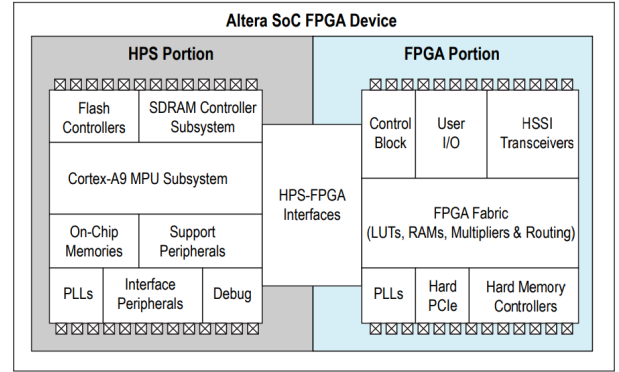 Altera SoC FPGA Device
HPS Portion
FPGA Portion
Flash
Controllers
SDRAM Controller
Subsystem
Cortex-A9 MPU Subsystem
On-Chip
Memories
Support
Peripherals
PLLs
Interface
Peripherals
Debug
HPS-FPGA
Interfaces
Control
Block
User
I/O
HSSI
Transceivers
FPGA Fabric
(LUTs, RAMs, Multipliers & Routing)
PLLs
Hard
PCIe
Hard Memory
Controllers